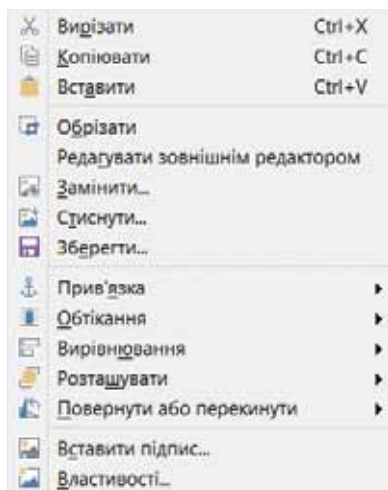 Вирізати Ctrl+X
Копіювати Ctrl+C
Вставити Ctrl+V
Обрізати
Редагувати зовнішнім редактором
Замінити...
Стиснути...
Зберегти...
Прив'язка
Обтікання
Вирівнювання
Розташувати
Повернути або перекинути
Вставити підпис...
Властивості...